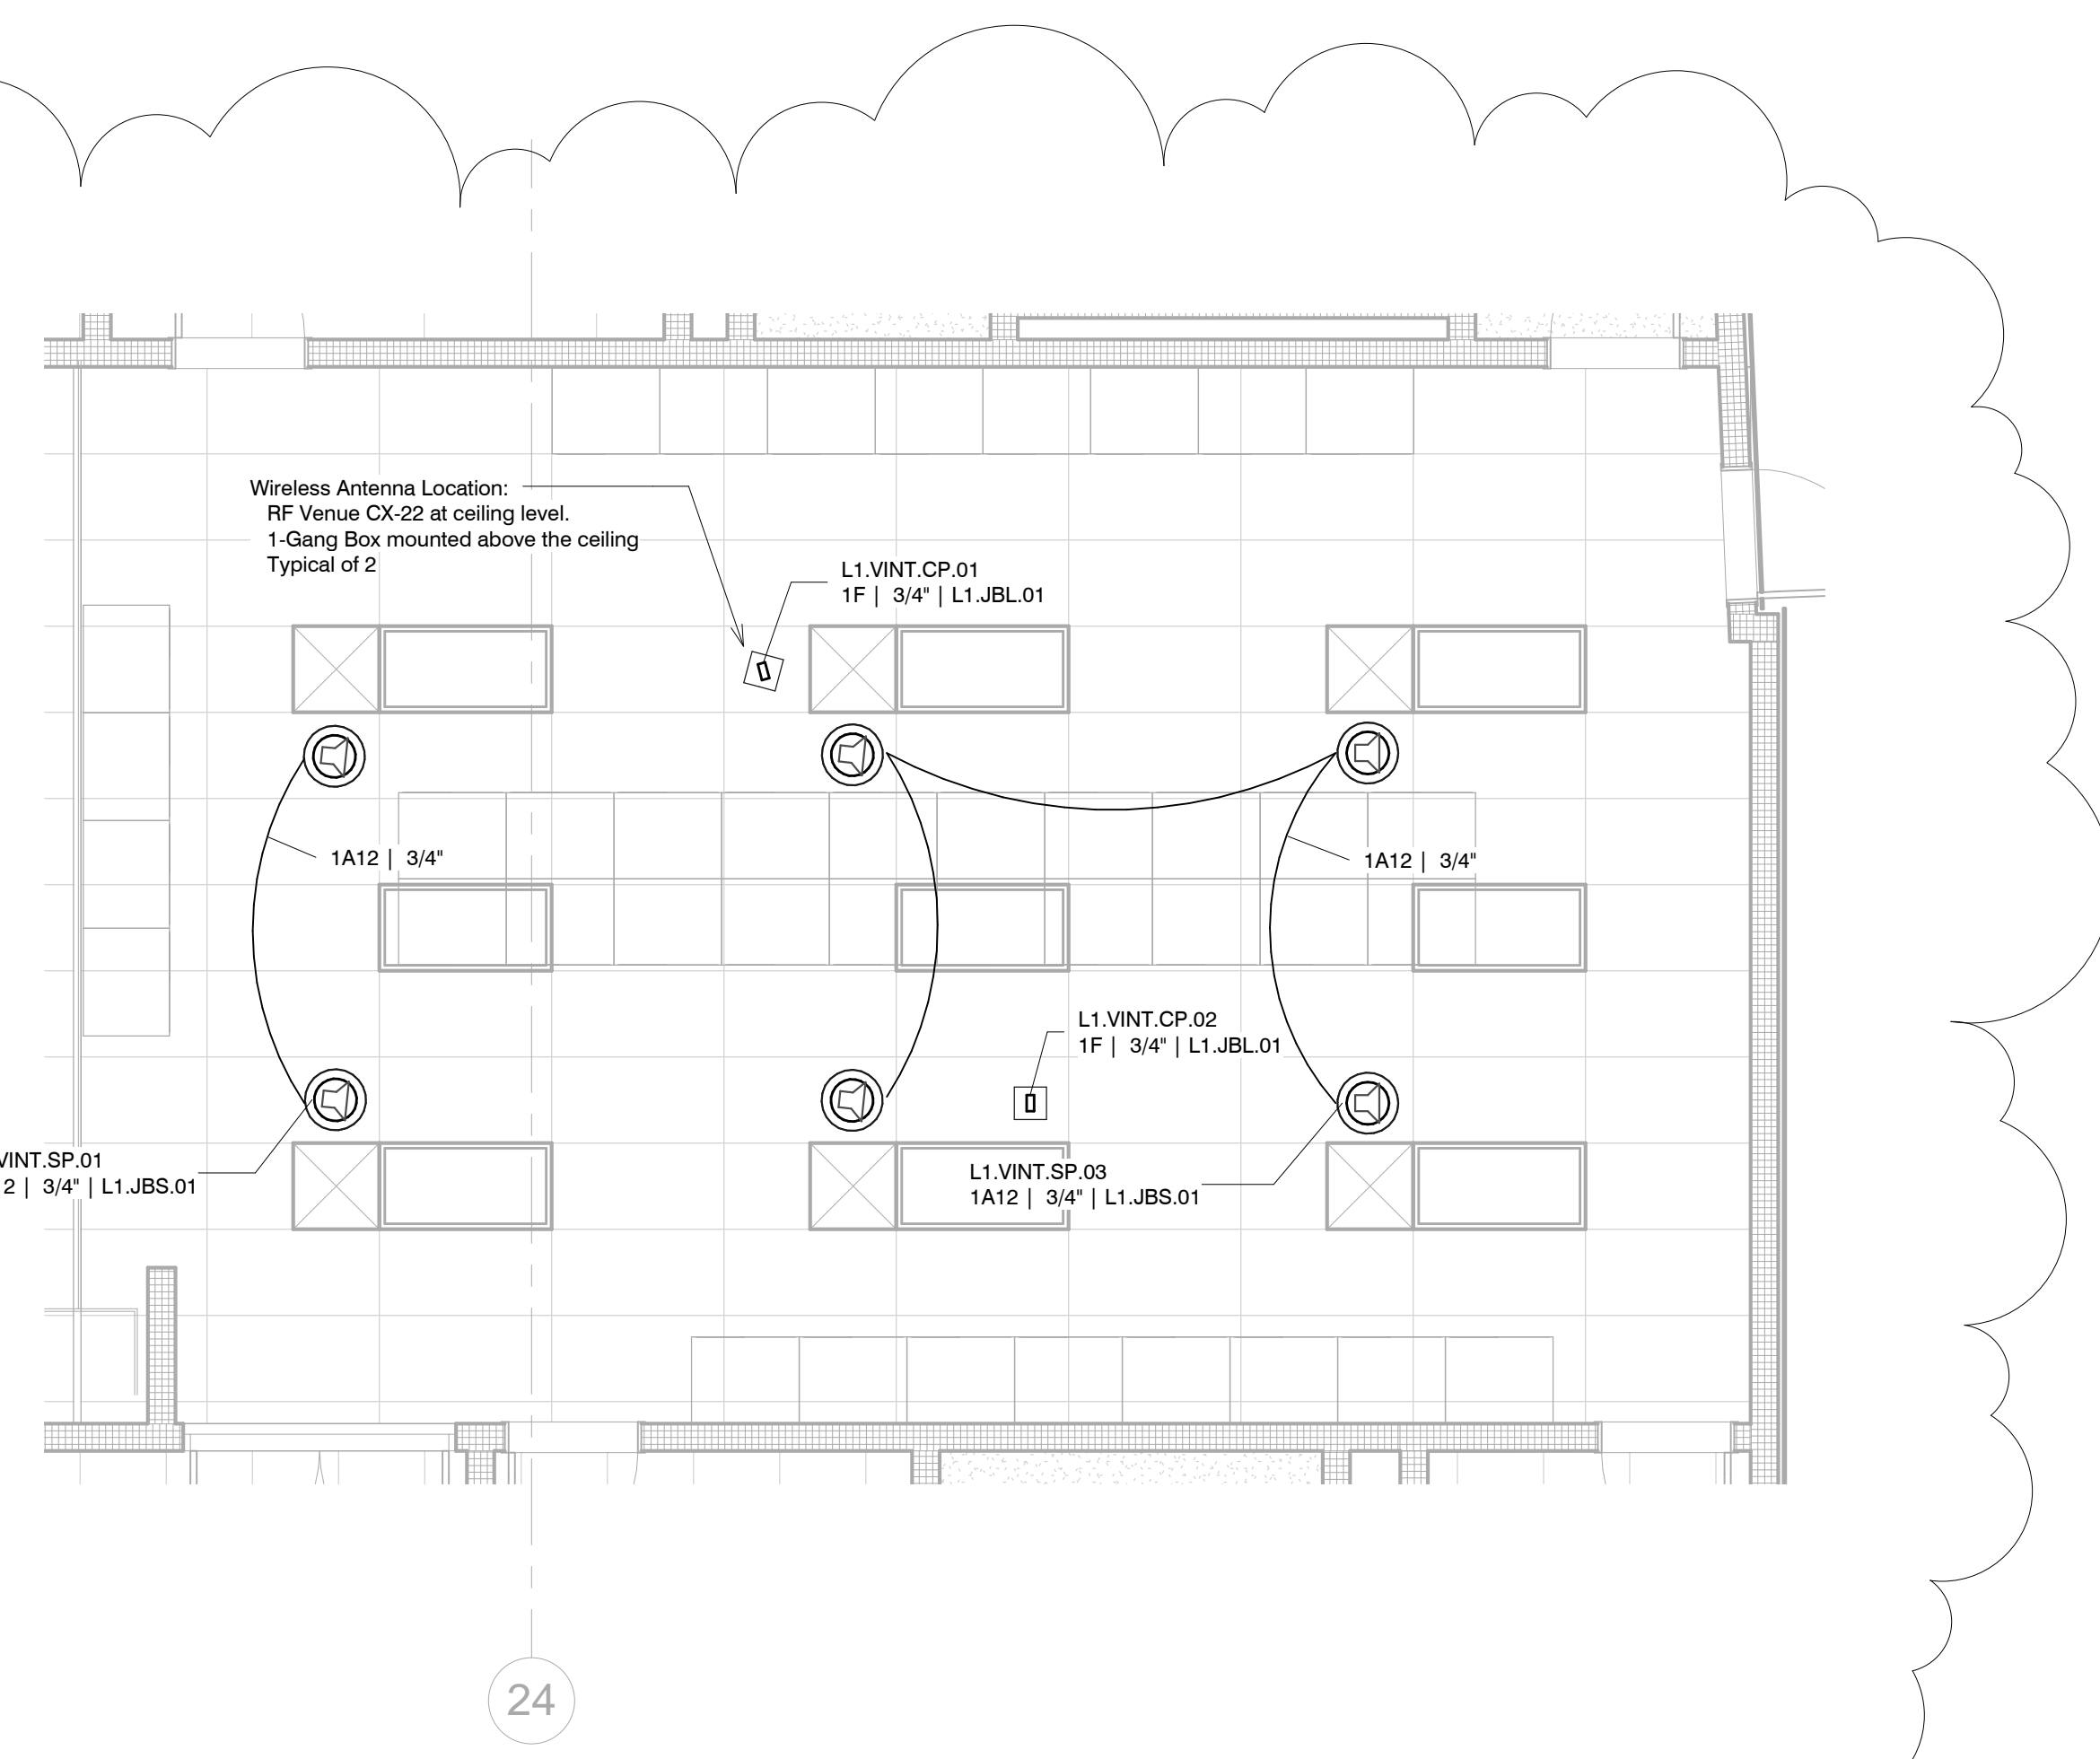 Wireless Antenna Location:
RF Venue CX-22 at ceiling level.
1-Gang Box mounted above the ceiling
Typical of 2
L1.VINT.CP.01
1F | 3/4" | L1.JBL.01
1A12 | 3/4"
1A12 | 3/4"
L1.VINT.CP.02
1F | 3/4" | L1.JBL.01
VINT.SP.01
2 | 3/4" | L1.JBS.01
L1.VINT.SP.03
1A12 | 3/4" | L1.JBS.01
24